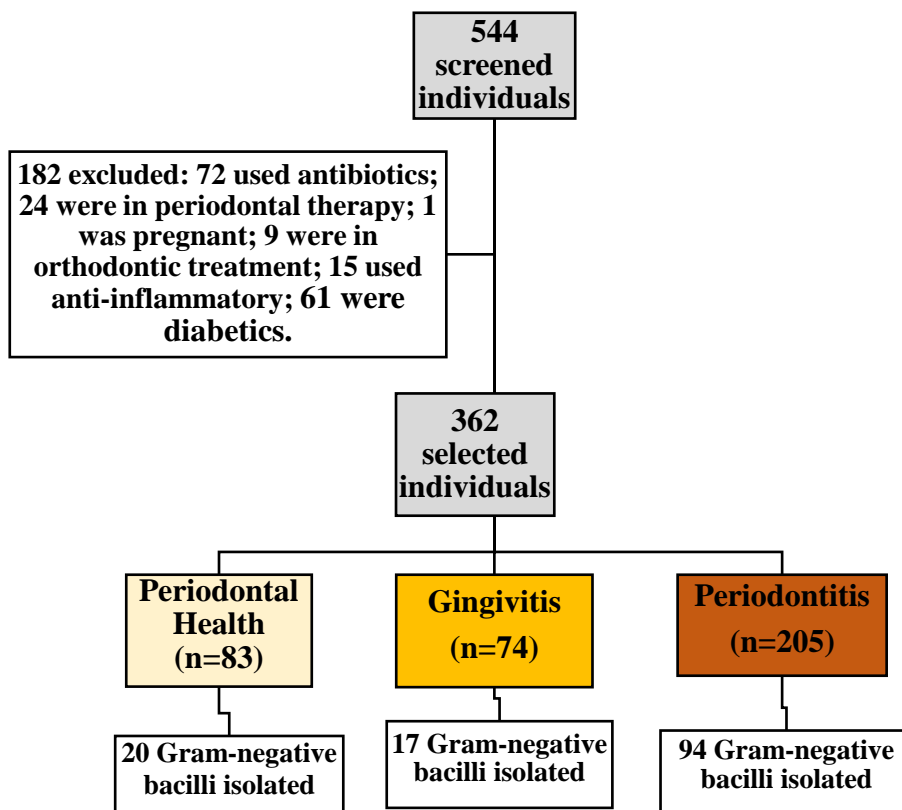 544
screened
individuals
182 excluded: 72 used antibiotics;
24 were in periodontal therapy; 1
was pregnant; 9 were in
orthodontic treatment; 15 used
anti-inflammatory; 61 were
diabetics.
362
selected
individuals
Periodontal
Health
(n=83)
Gingivitis
(n=74)
Periodontitis
(n=205)
20 Gram-negative
bacilli isolated
17 Gram-negative
bacilli isolated
94 Gram-negative
bacilli isolated